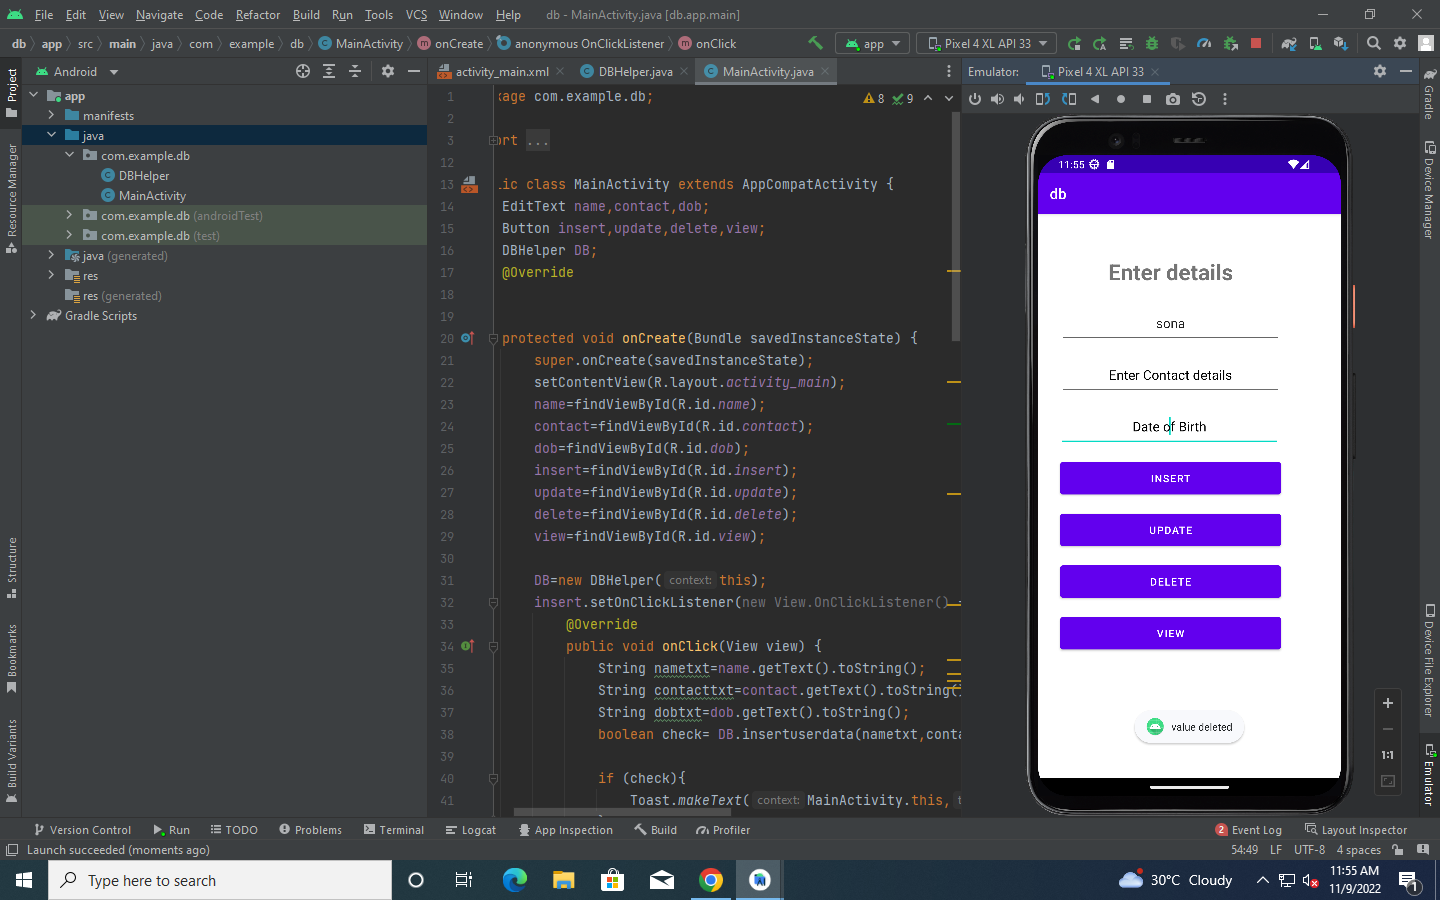 File Edit View Navigate Code Refactor Build Run Tools VCS Window Help db - MainActivity.java [db.app.main]
db app src main java com example db MainActivity onCreate anonymous OnClickListener onClick app Pixel 4 XL API 33
Project
Resource Manager
Structure
Bookmarks
Build Variants
Android
app
manifests
java
com.example.db
DBHelper
MainActivity
com.example.db (androidTest)
com.example.db (test)
java (generated)
res
res (generated)
Gradle Scripts
activity_main.xml DBHelper.java MainActivity.java
8 9
1 kage com.example.db;
2
3 ort ...
12
13 lic class MainActivity extends AppCompatActivity {
14 EditText name,contact,dob;
15 Button insert,update,delete,view;
16 DBHelper DB;
17 @Override
18
19
20 protected void onCreate(Bundle savedInstanceState) {
21 super.onCreate(savedInstanceState);
22 setContentView(R.layout.activity_main);
23 name=findViewById(R.id.name);
24 contact=findViewById(R.id.contact);
25 dob=findViewById(R.id.dob);
26 insert=findViewById(R.id.insert);
27 update=findViewById(R.id.update);
28 delete=findViewById(R.id.delete);
29 view=findViewById(R.id.view);
30
31 DB=new DBHelper( context: this);
32 insert.setOnClickListener(new View.OnClickListener()
33 @Override
34 public void onClick(View view) {
35 String nametxt=name.getText().toString();
36 String contacttxt=contact.getText().toString(
37 String dobtxt=dob.getText().toString();
38 boolean check= DB.insertuserdata(nametxt,conta
39
40 if (check){
41 Toast.makeText( context: MainActivity.this,
Emulator: Pixel 4 XL API 33
11:55
db
Enter details
sona
Enter Contact details
Date of Birth
INSERT
UPDATE
DELETE
VIEW
value deleted
1:1
Gradle
Device Manager
Device File Explorer
Emulator
Version Control Run TODO Problems Terminal Logcat App Inspection Build Profiler 2 Event Log Layout Inspector
Launch succeeded (moments ago) 54:49 LF UTF-8 4 spaces
Type here to search
30°C Cloudy
11:55 AM
11/9/2022
1